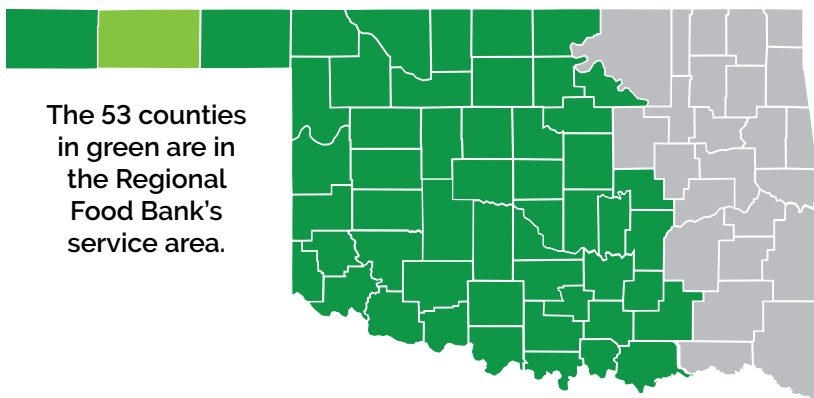 The 53 counties
in green are in
the Regional
Food Bank's
service area.